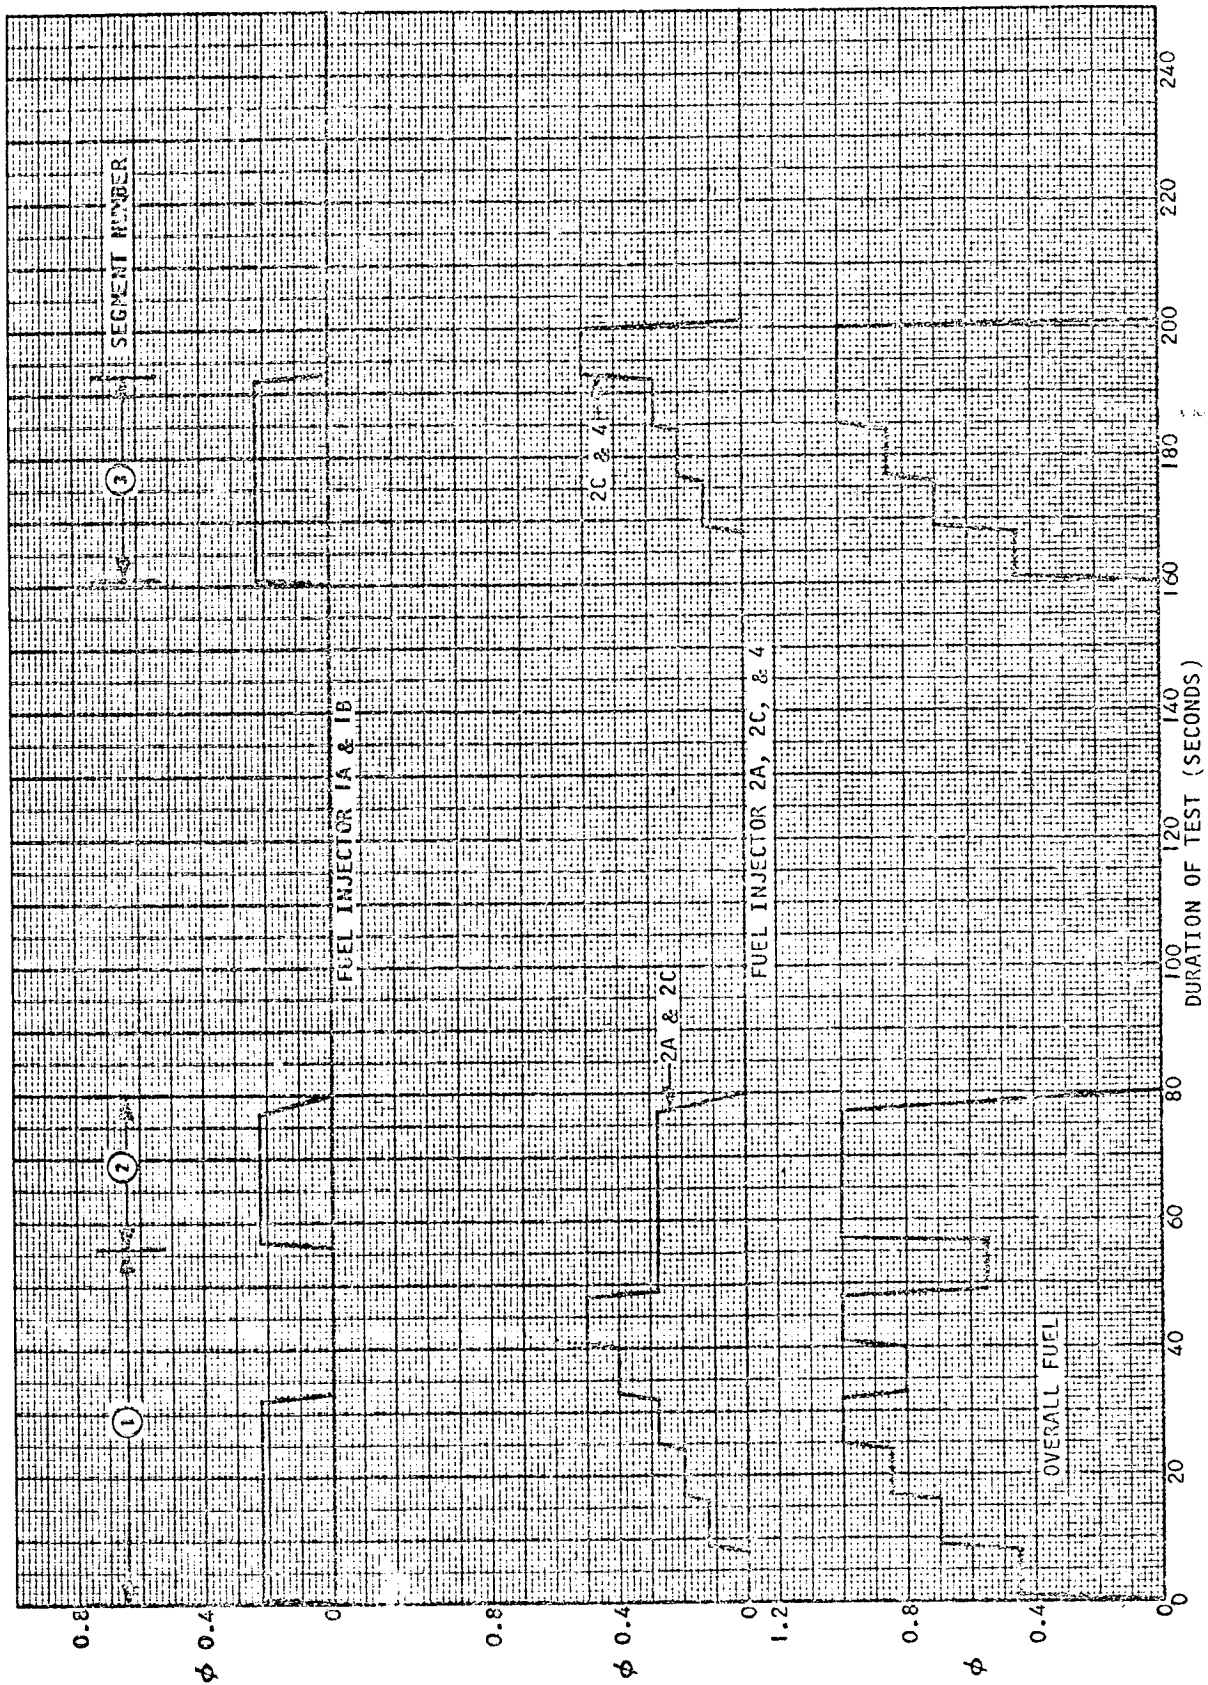 SEGMENT NUMBER
1
2
3
0.8
φ 0.4
0
FUEL INJECTOR 1A & 1B
2C & 4
2A & 2C
0.8
φ 0.4
0
FUEL INJECTOR 2A, 2C, & 4
1.2
0.8
φ
0.4
0
OVERALL FUEL
0 20 40 60 80 100 120 140 160 180 200 220 240
DURATION OF TEST (SECONDS)